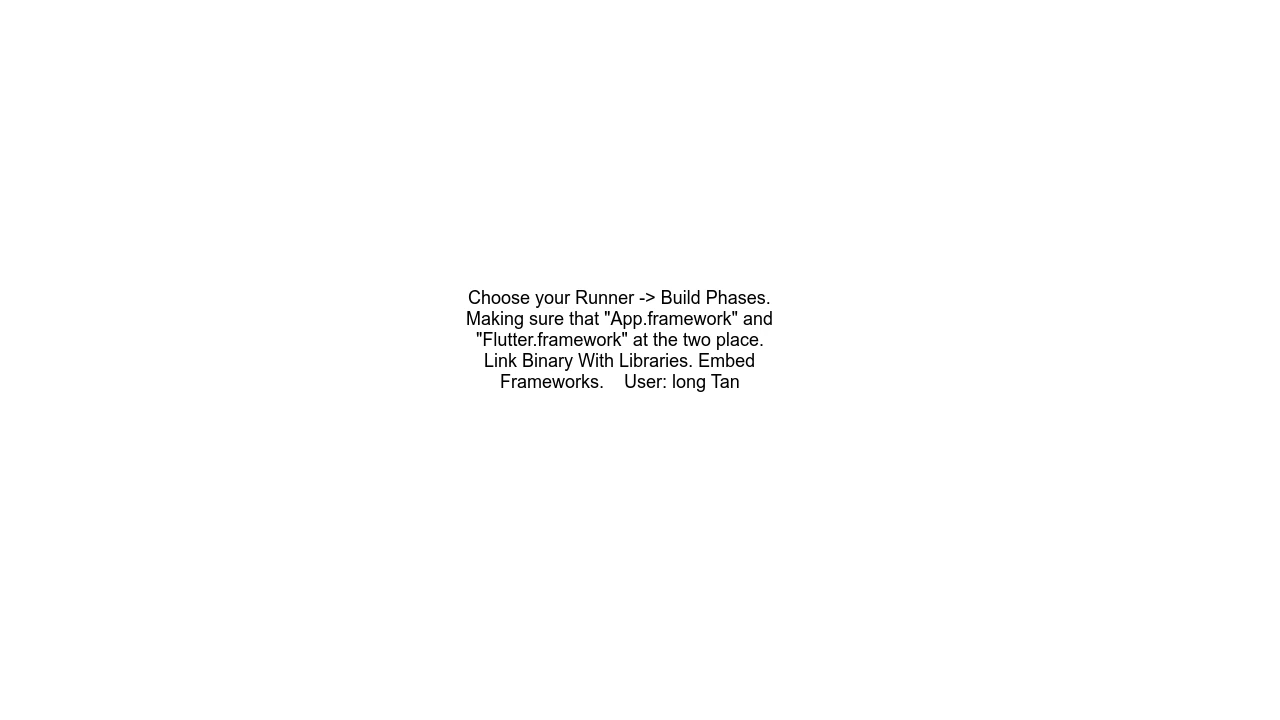 Choose your Runner -> Build Phases.
Making sure that "App.framework" and
"Flutter.framework" at the two place.
Link Binary With Libraries. Embed
Frameworks.    User: long Tan